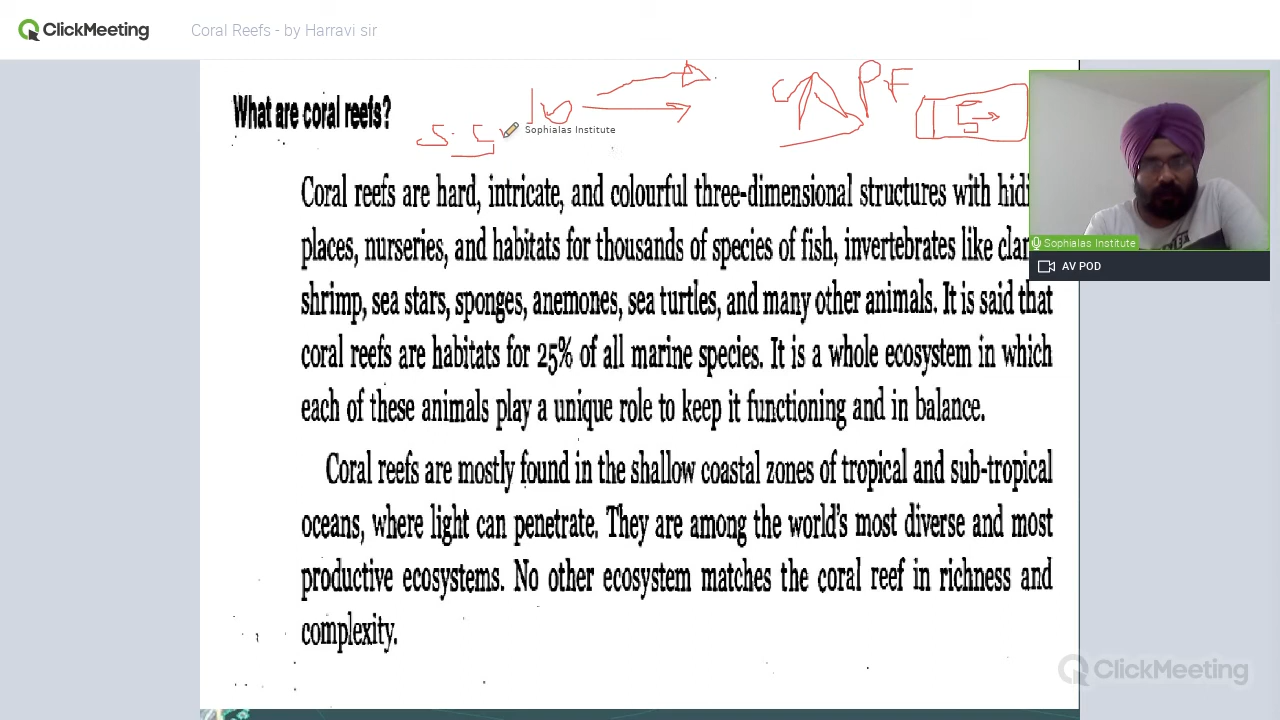 ClickMeeting
Coral Reefs - by Harravi sir
What are coral reefs?
10
C
PF
Sophialas Institute
Coral reefs are hard, intricate, and colourful three-dimensional structures with
places, nurseries, and habitats for thousands of species of fish, invertebrates like
Sophialas Institute
AV POD
shrimp, sea stars, sponges, anemones, sea turtles, and many other animals. It is said that
coral reefs are habitats for 25% of all marine species. It is a whole ecosystem in which
each of these animals play a unique role to keep it functioning and in balance.
Coral reefs are mostly found in the shallow coastal zones of tropical and sub-tropical
oceans, where light can penetrate. They are among the world's most diverse and most
productive ecosystems. No other ecosystem matches the coral reef in richness and
complexity.
ClickMeeting